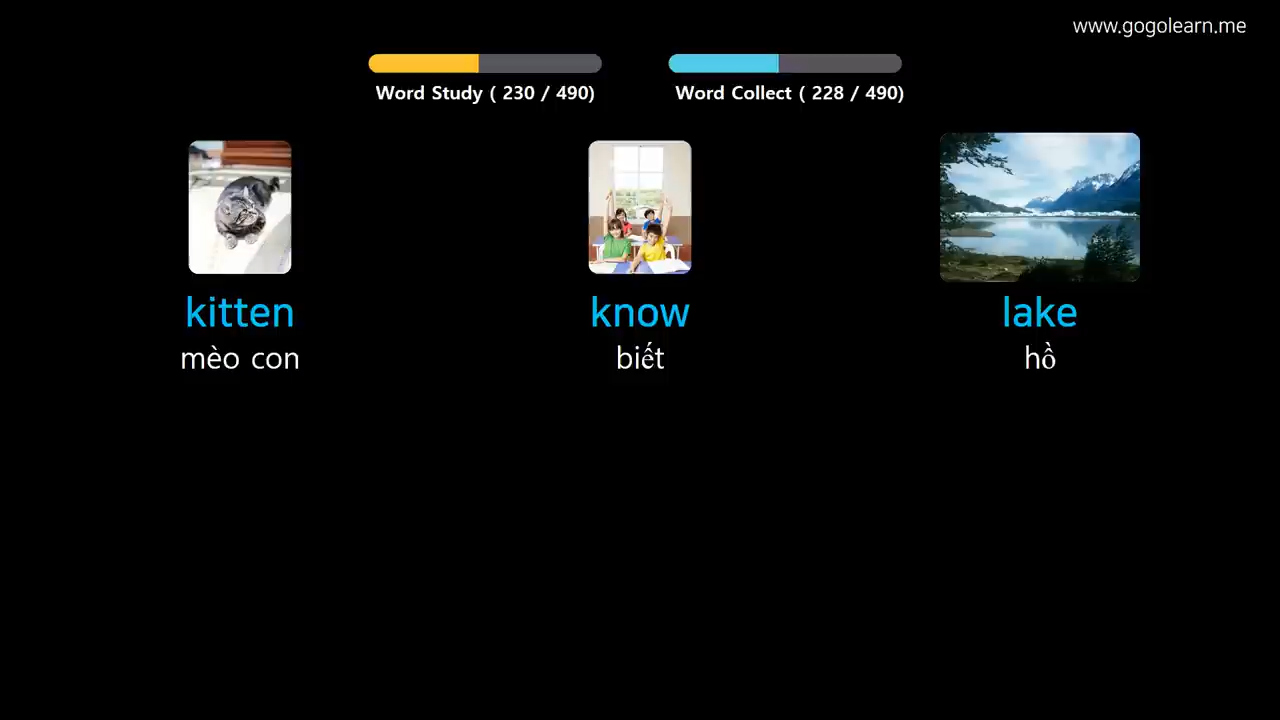 www.gogolearn.me
Word Study ( 230 / 490)
Word Collect ( 228 / 490)
kitten
mèo con
know
biết
lake
hồ